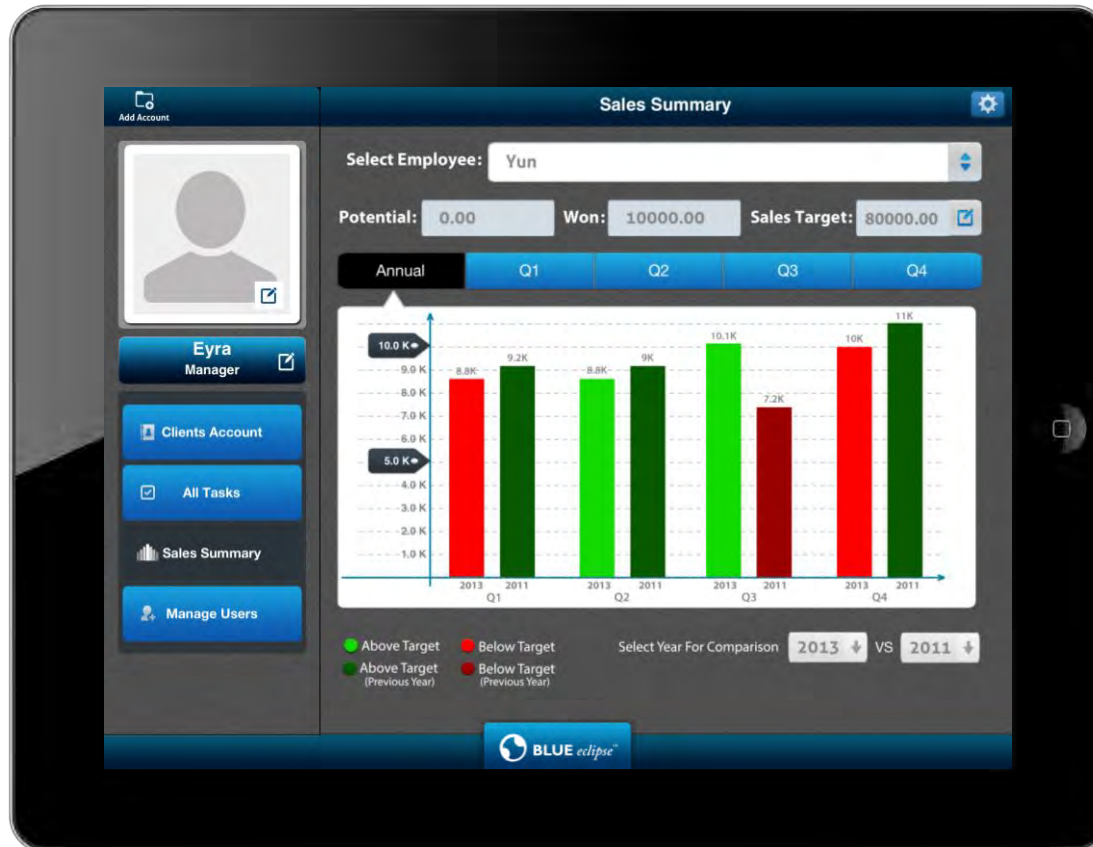 Add Account
Sales Summary
Select Employee: Yun
Potential: 0.00 Won: 10000.00 Sales Target: 80000.00
Annual Q1 Q2 Q3 Q4
Eyra
Manager
Clients Account
All Tasks
Sales Summary
Manage Users
11K
10.1K
10.0 K 10K
9.2K 9K
9.0 K 8.8K 8.8K
8.0 K
7.2K
7.0 K
6.0 K
5.0 K
4.0 K
3.0 K
2.0 K
1.0 K
2013 2011 2013 2011 2013 2011 2013 2011
Q1 Q2 Q3 Q4
Above Target Below Target Select Year For Comparison 2013 VS 2011
Above Target Below Target
(Previous Year) (Previous Year)
BLUE eclipse™